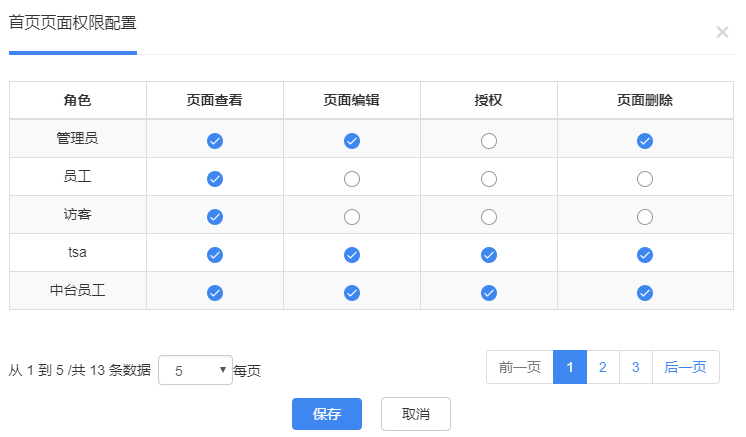 首页页面权限配置
×
角色 页面查看 页面编辑 授权 页面删除
管理员
员工
访客
tsa
中台员工
从 1 到 5 /共 13 条数据 5 每页 前一页 1 2 3 后一页
保存 取消